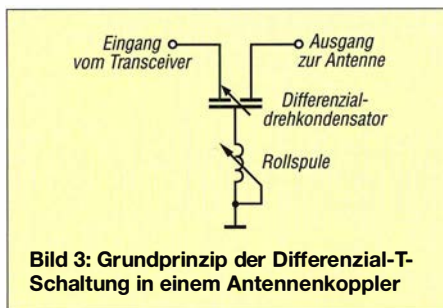 Eingang
vom Transceiver
Ausgang
zur Antenne
Differenzial-
drehkondensator
Rollspule
Bild 3: Grundprinzip der Differenzial-T-
Schaltung in einem Antennenkoppler